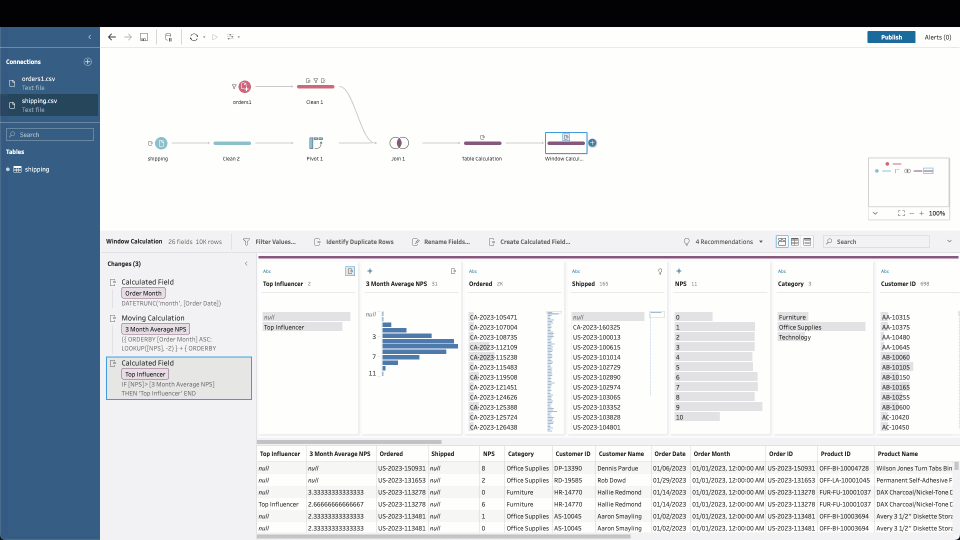 Publish
Alerts (0)
Connections
orders1.csv
Text file
shipping.csv
Text file
Search
Tables
shipping
orders1
Clean 1
shipping
Clean 2
Pivot 1
Join 1
Table Calculation
Window Calcul...
100%
Window Calculation 26 fields 10K rows
Filter Values...
Identify Duplicate Rows
Rename Fields...
Create Calculated Field...
4 Recommendations
Search
Changes (3)
Calculated Field
Order Month
DATETRUNC('month', [Order Date])
Moving Calculation
3 Month Average NPS
({ ORDERBY [Order Month] ASC:
LOOKUP([NPS], -2) } + { ORDERBY
Calculated Field
Top Influencer
IF [NPS]> [3 Month Average NPS]
THEN 'Top Influencer' END
Abc
Top Influencer 2
null
Top Influencer
3 Month Average NPS 31
null
3
7
11
Abc
Ordered 2K
CA-2023-105471
CA-2023-107004
CA-2023-108735
CA-2023-112109
CA-2023-115238
CA-2023-115483
CA-2023-119508
CA-2023-121451
CA-2023-124626
CA-2023-125388
CA-2023-125724
CA-2023-126438
Abc
Shipped 165
null
CA-2023-160325
US-2023-100013
US-2023-100615
US-2023-101014
US-2023-102729
US-2023-102890
US-2023-102974
US-2023-103065
US-2023-103352
US-2023-103828
US-2023-104801
NPS 11
0
1
2
3
4
5
6
7
8
9
10
Abc
Category 3
Furniture
Office Supplies
Technology
Abc
Customer ID 698
AA-10315
AA-10375
AA-10480
AA-10645
AB-10060
AB-10105
AB-10150
AB-10165
AB-10255
AB-10600
AC-10420
AC-10450
Top Influencer 3 Month Average NPS Ordered Shipped NPS Category Customer ID Customer Name Order Date Order Month Order ID Product ID Product Name
null null US-2023-150931 null 8 Office Supplies DP-13390 Dennis Pardue 01/06/2023 01/01/2023, 12:00:00 AM US-2023-150931 OFF-BI-10004728 Wilson Jones Turn Tabs Bin
null null US-2023-131653 null 2 Office Supplies RD-19585 Rob Dowd 01/29/2023 01/01/2023, 12:00:00 AM US-2023-131653 OFF-LA-10001045 Permanent Self-Adhesive F
null 3.33333333333333 US-2023-113278 null 0 Furniture HR-14770 Hallie Redmond 01/14/2023 01/01/2023, 12:00:00 AM US-2023-113278 FUR-FU-10001037 DAX Charcoal/Nickel-Tone D
Top Influencer 2.66666666666667 US-2023-113278 null 6 Furniture HR-14770 Hallie Redmond 01/14/2023 01/01/2023, 12:00:00 AM US-2023-113278 FUR-FU-10001037 DAX Charcoal/Nickel-Tone D
null 2.33333333333333 US-2023-113481 null 1 Office Supplies AS-10045 Aaron Smayling 01/02/2023 01/01/2023, 12:00:00 AM US-2023-113481 OFF-BI-10003694 Avery 3 1/2" Diskette Stora
null 2.33333333333333 US-2023-113481 null 0 Office Supplies AS-10045 Aaron Smayling 01/02/2023 01/01/2023, 12:00:00 AM US-2023-113481 OFF-BI-10003694 Avery 3 1/2" Diskette Stora